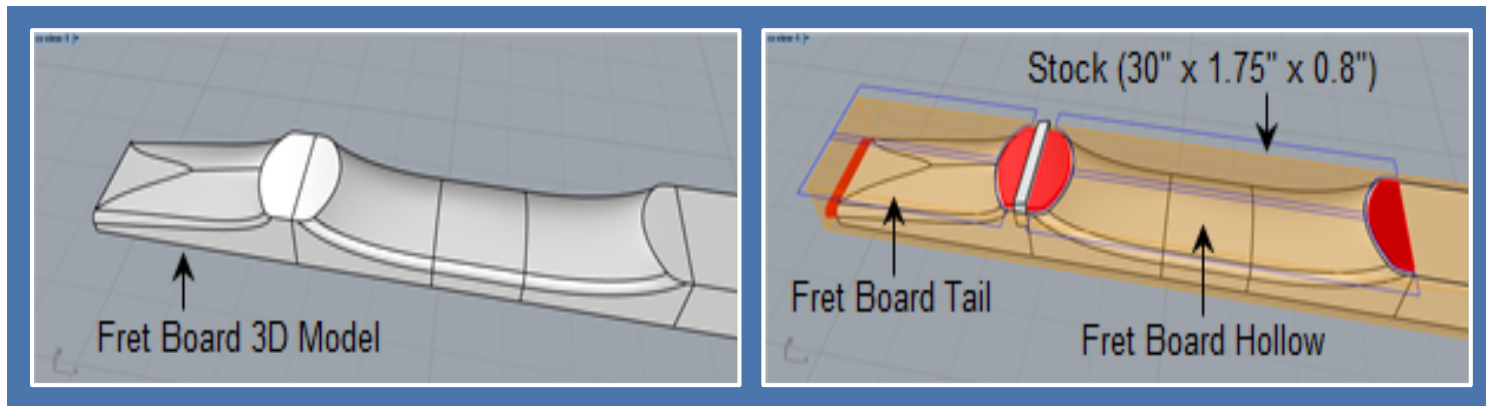 Fret Board 3D Model
Stock (30" x 1.75" x 0.8")
Fret Board Tail
Fret Board Hollow